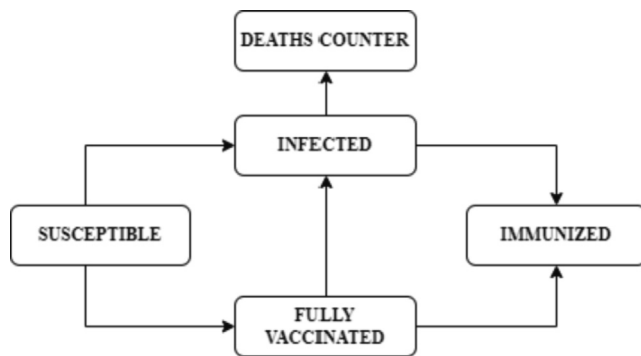 DEATHS COUNTER
INFECTED
SUSCEPTIBLE
IMMUNIZED
FULLY
VACCINATED